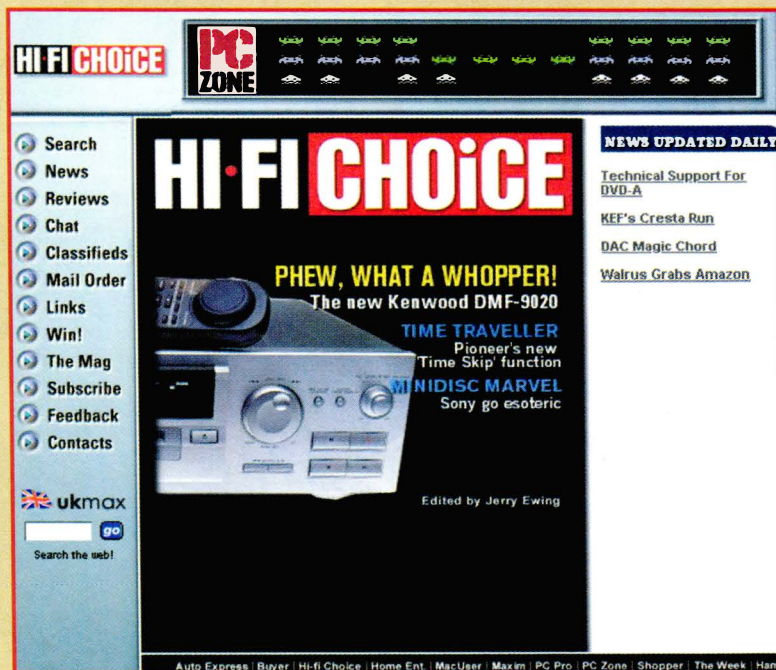 HI·FI CHOiCE
PC
ZONE
Search
News
Reviews
Chat
Classifieds
Mail Order
Links
Win!
The Mag
Subscribe
Feedback
Contacts
ukmax
go
Search the web!
HI·FI CHOiCE
PHEW, WHAT A WHOPPER!
The new Kenwood DMF-9020
TIME TRAVELLER
Pioneer's new
'Time Skip' function
MINIDISC MARVEL
Sony go esoteric
Edited by Jerry Ewing
NEWS UPDATED DAILY
Technical Support For
DVD-A
KEF's Cresta Run
DAC Magic Chord
Walrus Grabs Amazon
Auto Express | Buyer | Hi-fi Choice | Home Ent. | MacUser | Maxim | PC Pro | PC Zone | Shopper | The Week | Han